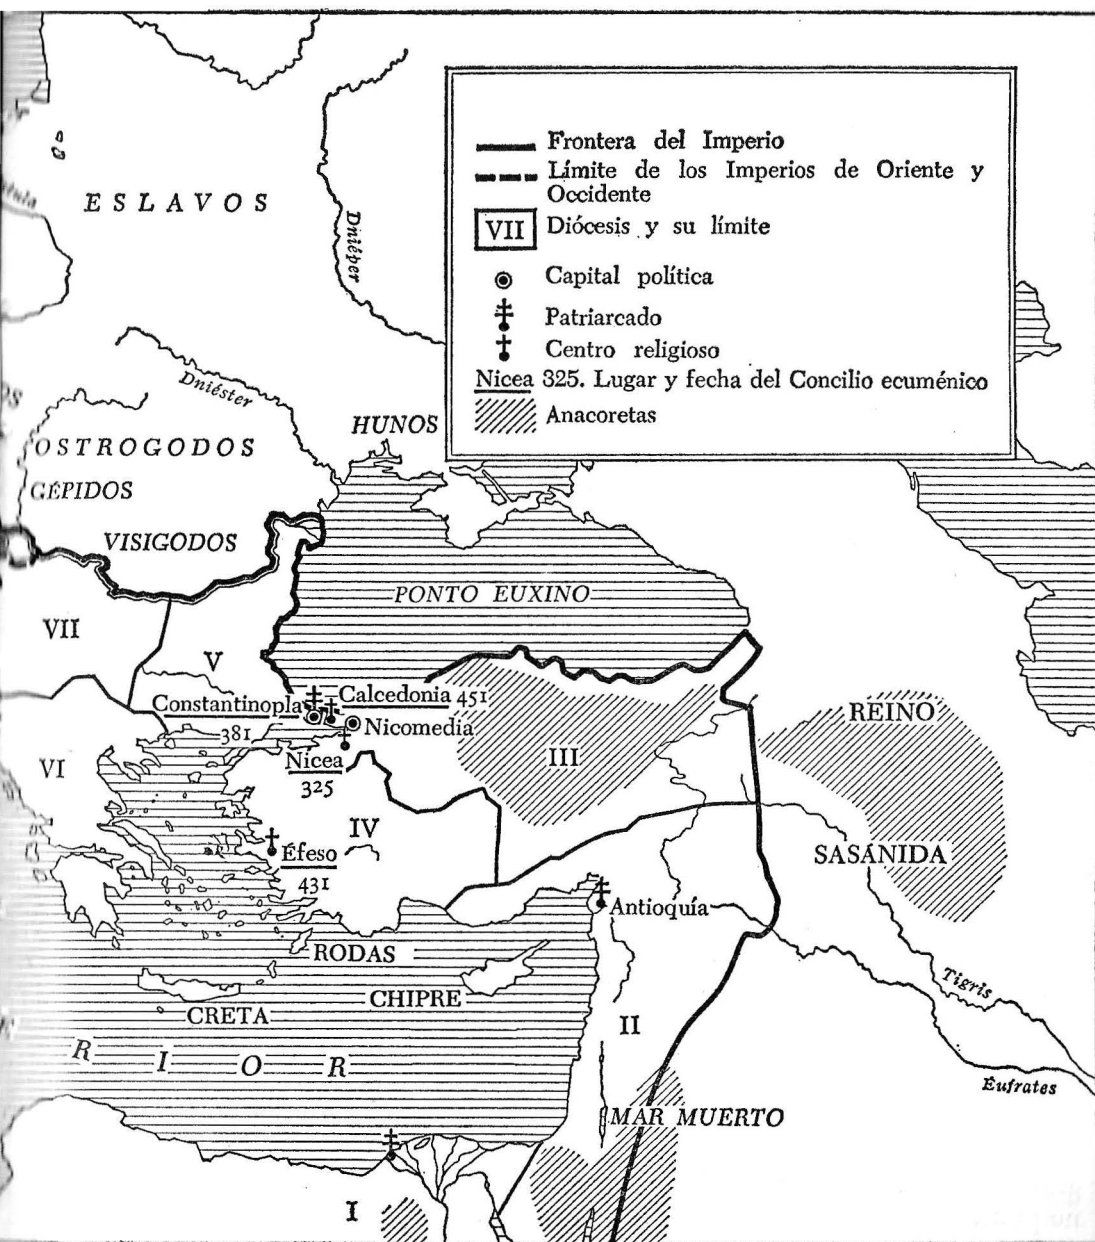 Frontera del Imperio
Límite de los Imperios de Oriente y
Occidente
VII Diócesis y su límite
Capital política
Patriarcado
Centro religioso
Nicea 325. Lugar y fecha del Concilio ecuménico
Anacoretas
ESLAVOS
Dniéper
Dniéster
HUNOS
OSTROGODOS
GÉPIDOS
VISIGODOS
PONTO EUXINO
VII
V
Constantinopla
381
Calcedonia 451
Nicomedia
Nicea
325
REINO
SASÁNIDA
III
VI
IV
Éfeso
431
Antioquía
RODAS
CHIPRE
CRETA
Tigris
Éufrates
II
RIOR
MAR MUERTO
I